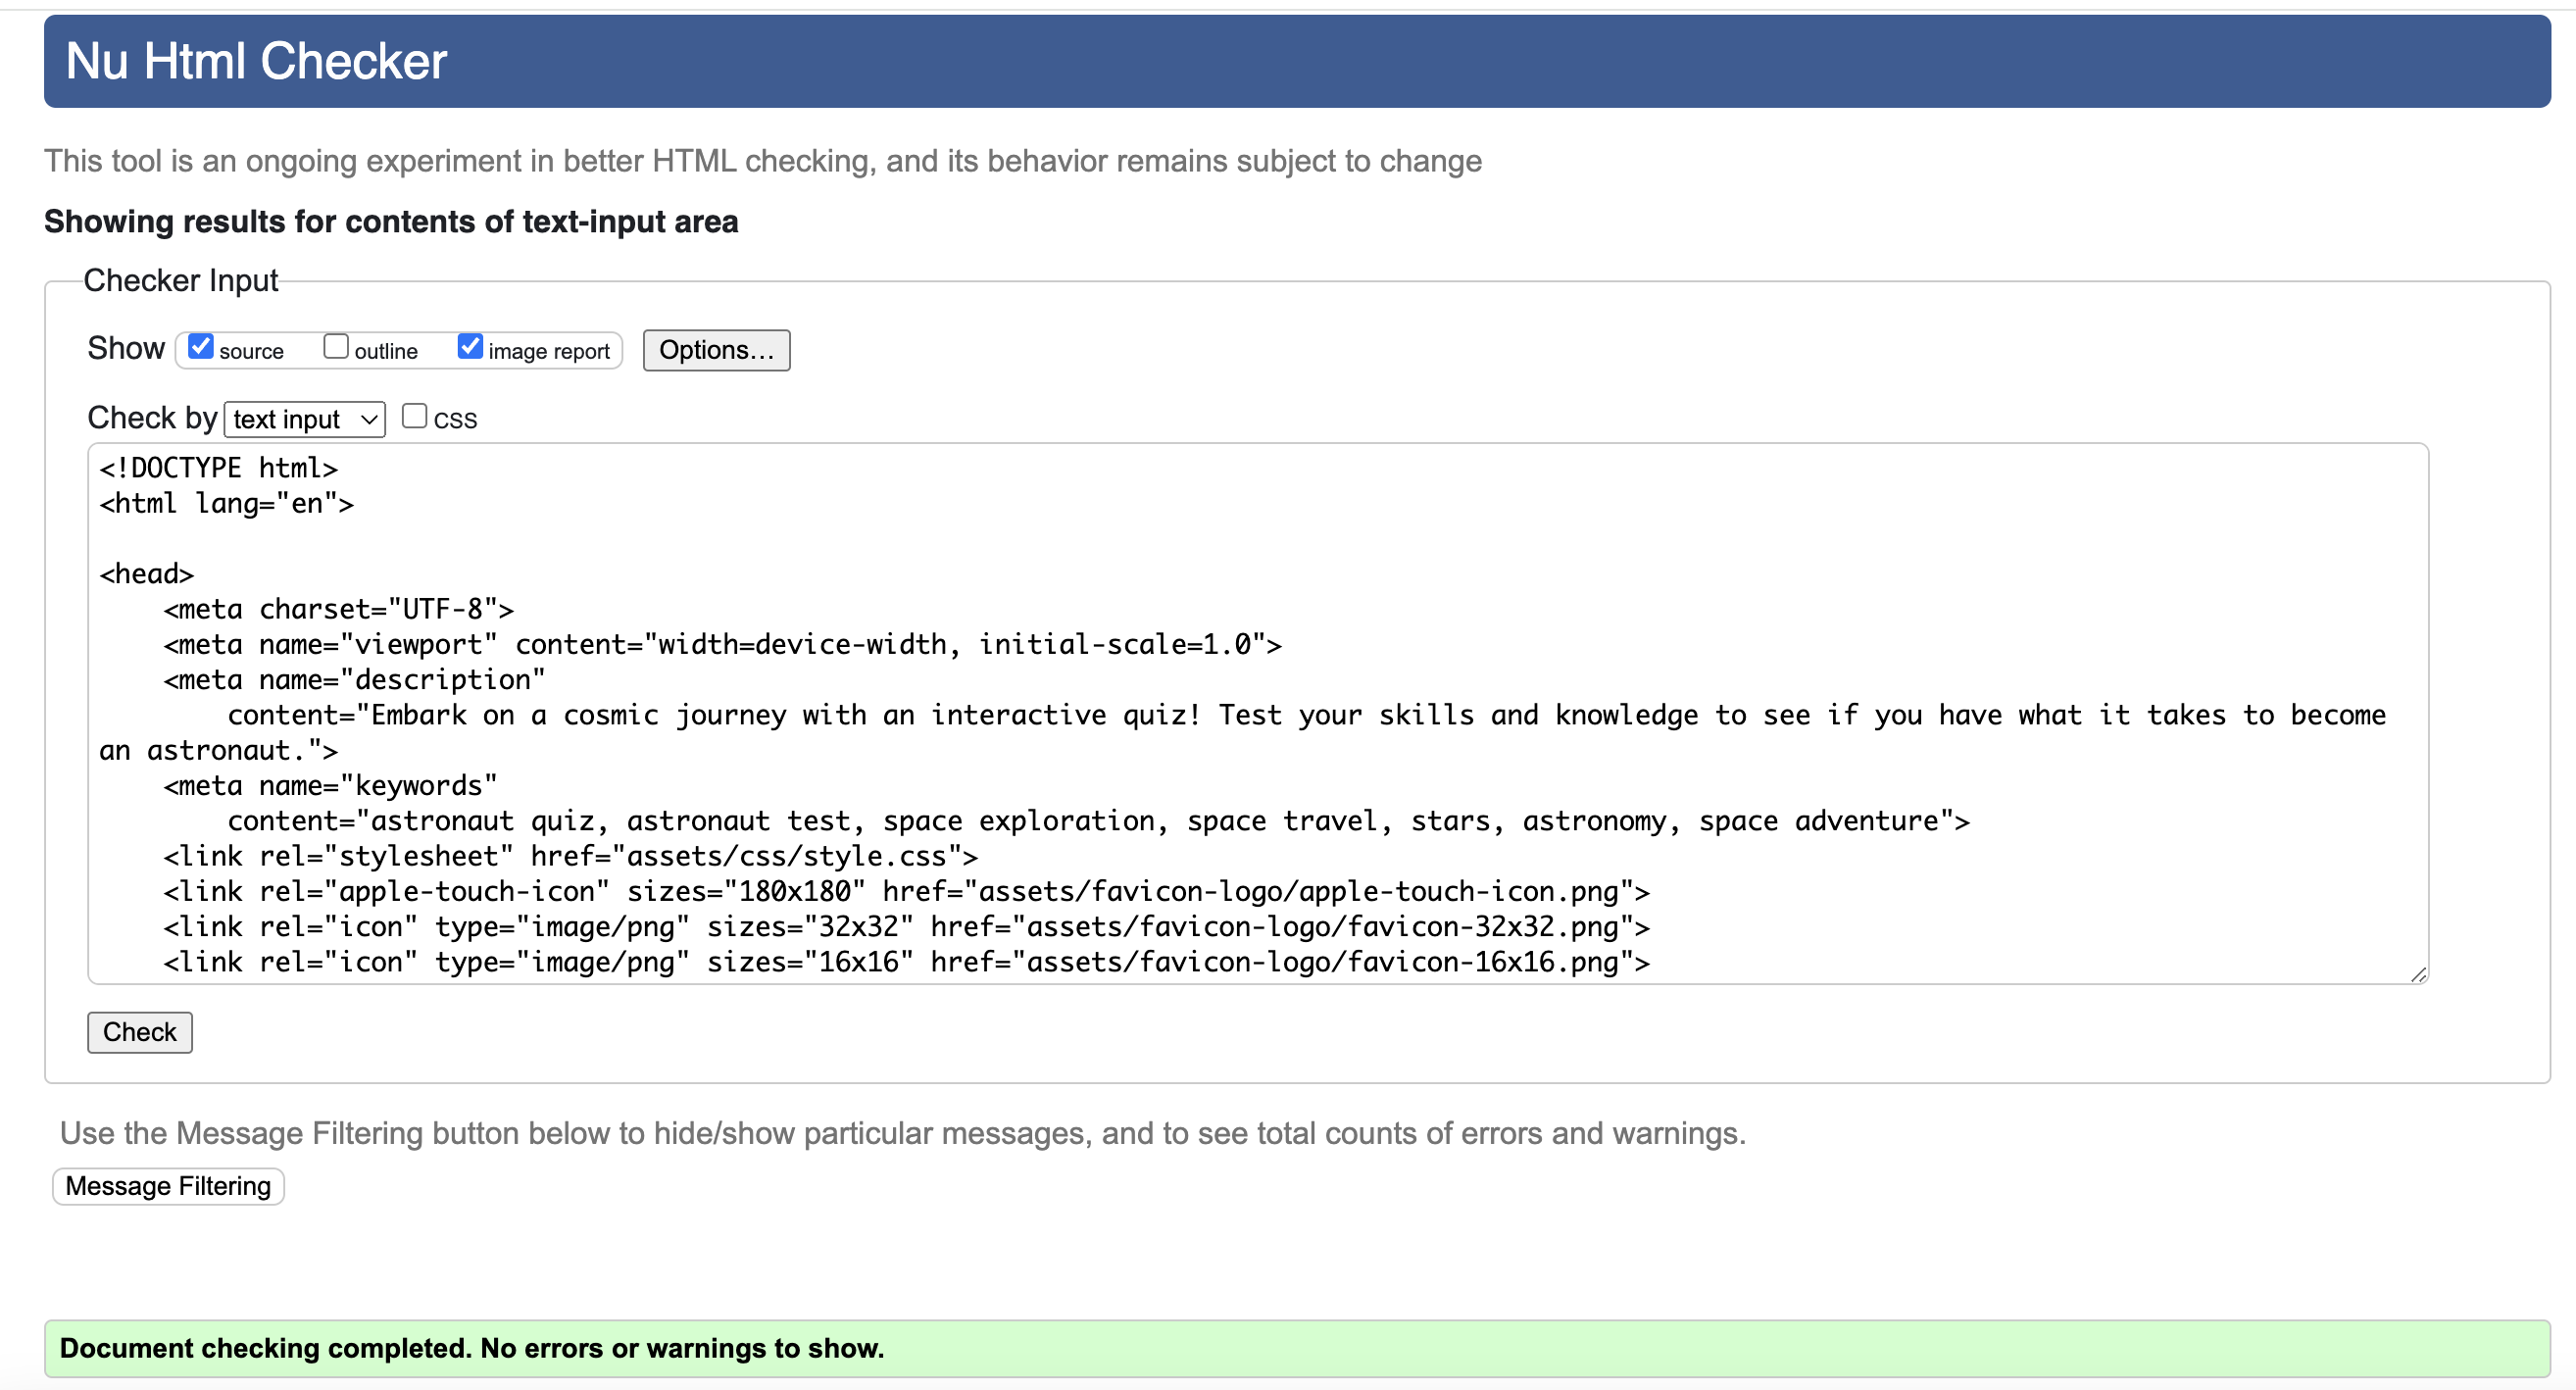 Nu Html Checker
This tool is an ongoing experiment in better HTML checking, and its behavior remains subject to change
Showing results for contents of text-input area
Checker Input
Show source outline image report Options...
Check by text input CSS
<!DOCTYPE html>
<html lang="en">
<head>
    <meta charset="UTF-8">
    <meta name="viewport" content="width=device-width, initial-scale=1.0">
    <meta name="description"
        content="Embark on a cosmic journey with an interactive quiz! Test your skills and knowledge to see if you have what it takes to become
an astronaut.">
    <meta name="keywords"
        content="astronaut quiz, astronaut test, space exploration, space travel, stars, astronomy, space adventure">
    <link rel="stylesheet" href="assets/css/style.css">
    <link rel="apple-touch-icon" sizes="180x180" href="assets/favicon-logo/apple-touch-icon.png">
    <link rel="icon" type="image/png" sizes="32x32" href="assets/favicon-logo/favicon-32x32.png">
    <link rel="icon" type="image/png" sizes="16x16" href="assets/favicon-logo/favicon-16x16.png">
Check
Use the Message Filtering button below to hide/show particular messages, and to see total counts of errors and warnings.
Message Filtering
Document checking completed. No errors or warnings to show.